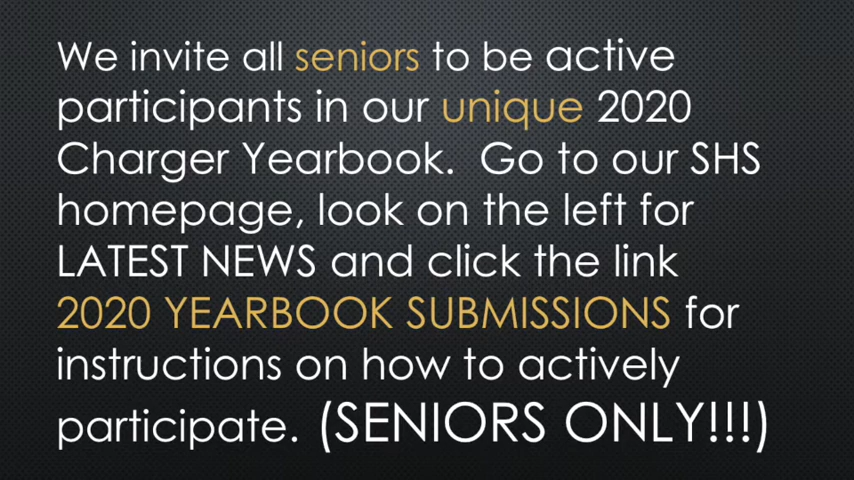 We invite all seniors to be active
participants in our unique 2020
Charger Yearbook.  Go to our SHS
homepage, look on the left for
LATEST NEWS and click the link
2020 YEARBOOK SUBMISSIONS for
instructions on how to actively
participate. (SENIORS ONLY!!!)